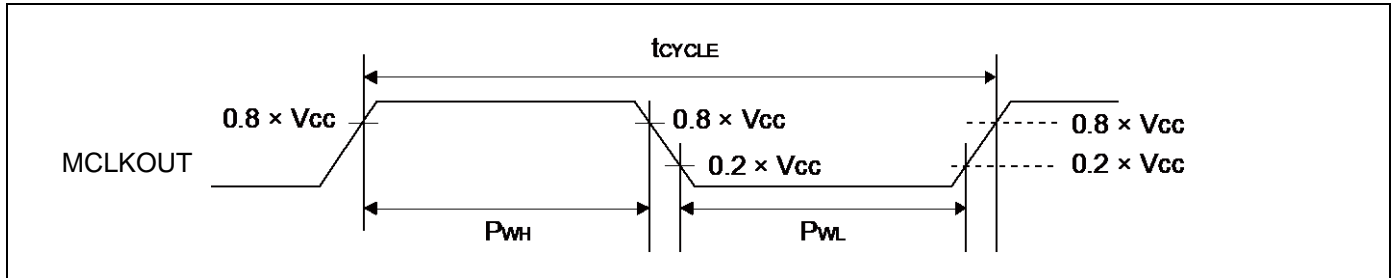 tCYCLE
0.8 × Vcc
0.8 × Vcc
0.8 × Vcc
MCLKOUT
0.2 × Vcc
0.2 × Vcc
PWH
PWL